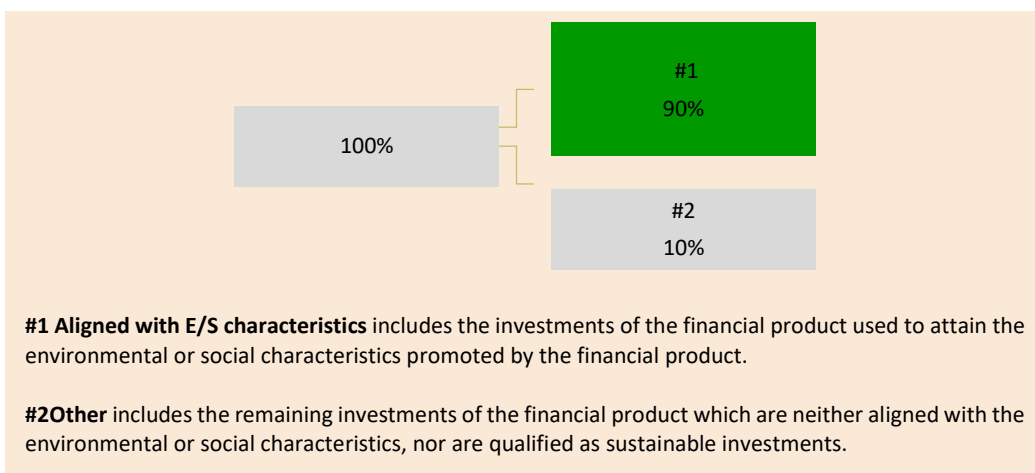 #1
90%
100%
#2
10%
#1 Aligned with E/S characteristics includes the investments of the financial product used to attain the
environmental or social characteristics promoted by the financial product.
#2Other includes the remaining investments of the financial product which are neither aligned with the
environmental or social characteristics, nor are qualified as sustainable investments.